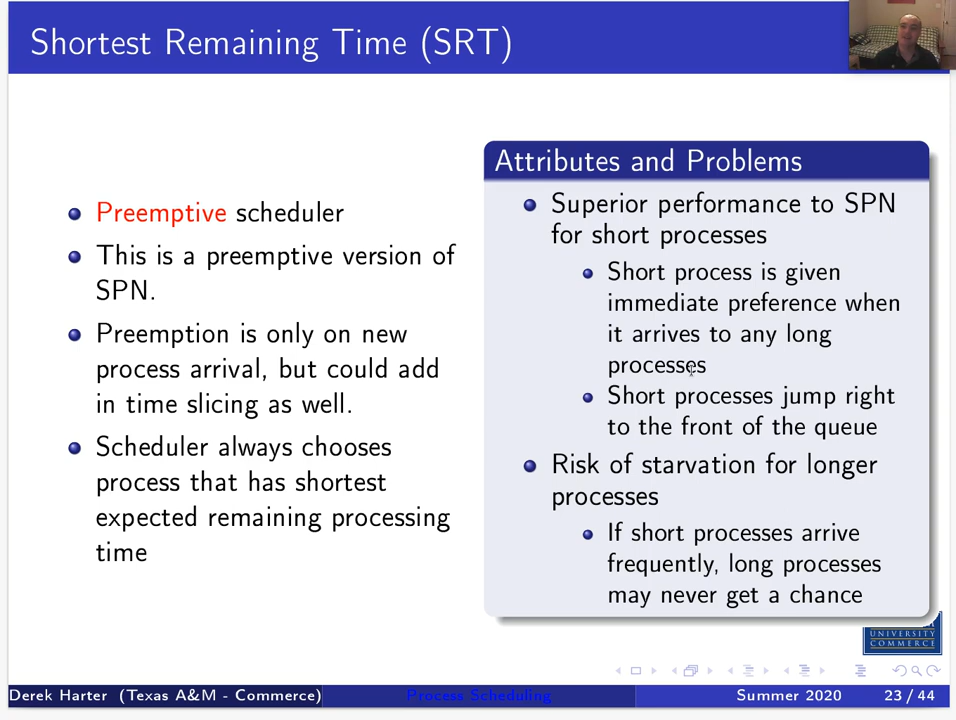 Shortest Remaining Time (SRT)
Preemptive scheduler
This is a preemptive version of
SPN.
Preemption is only on new
process arrival, but could add
in time slicing as well.
Scheduler always chooses
process that has shortest
expected remaining processing
time
Attributes and Problems
Superior performance to SPN
for short processes
Short process is given
immediate preference when
it arrives to any long
processes
Short processes jump right
to the front of the queue
Risk of starvation for longer
processes
If short processes arrive
frequently, long processes
may never get a chance
UNIVERSITY
COMMERCE
Derek Harter (Texas A&M - Commerce)
Process Scheduling
Summer 2020
23 / 44